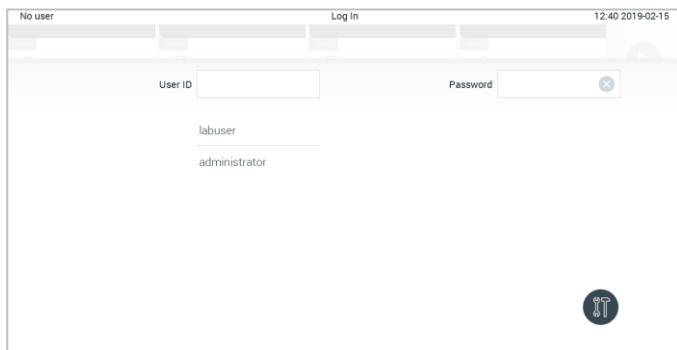 No user Log In 12:40 2019-02-15
User ID Password
labuser
administrator